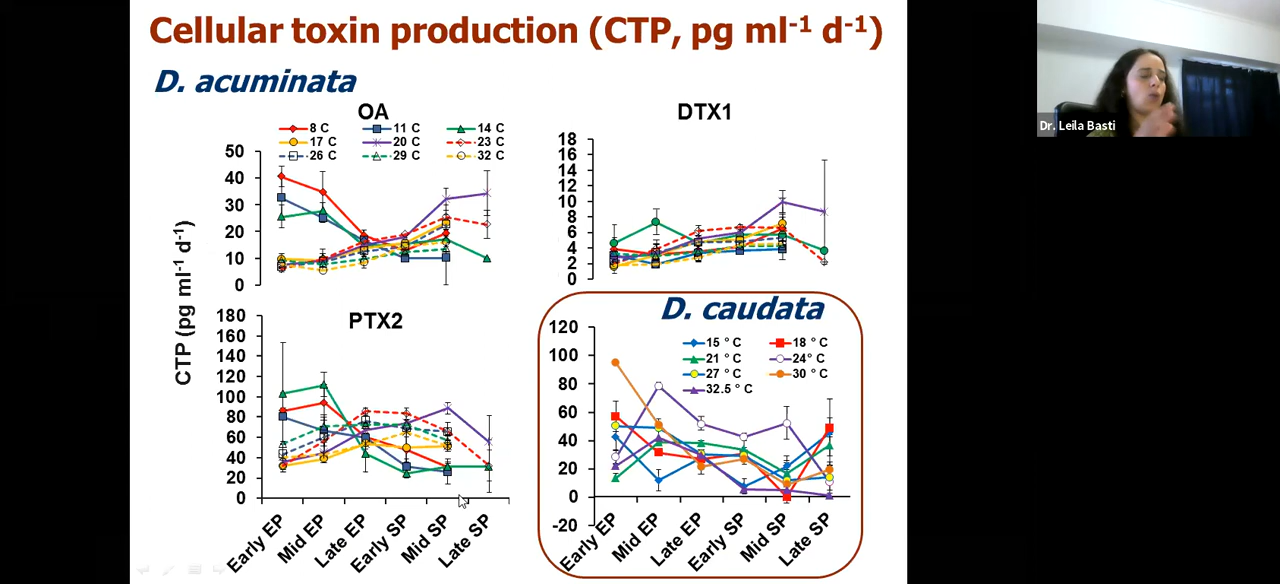 Cellular toxin production (CTP, pg ml⁻¹ d⁻¹)
D. acuminata
OA
8 C 11 C 14 C
17 C 20 C 23 C
26 C 29 C 32 C
50
40
30
20
10
0
DTX1
18
16
14
12
10
8
6
4
2
0
CTP (pg ml⁻¹ d⁻¹)
PTX2
180
160
140
120
100
80
60
40
20
0
Early EP Mid EP Late EP Early SP Mid SP Late SP
D. caudata
15 ° C 18 ° C
21 ° C 24° C
27 ° C 30 ° C
32.5 ° C
120
100
80
60
40
20
0
-20
Early EP Mid EP Late EP Early SP Mid SP Late SP
Dr. Leila Basti